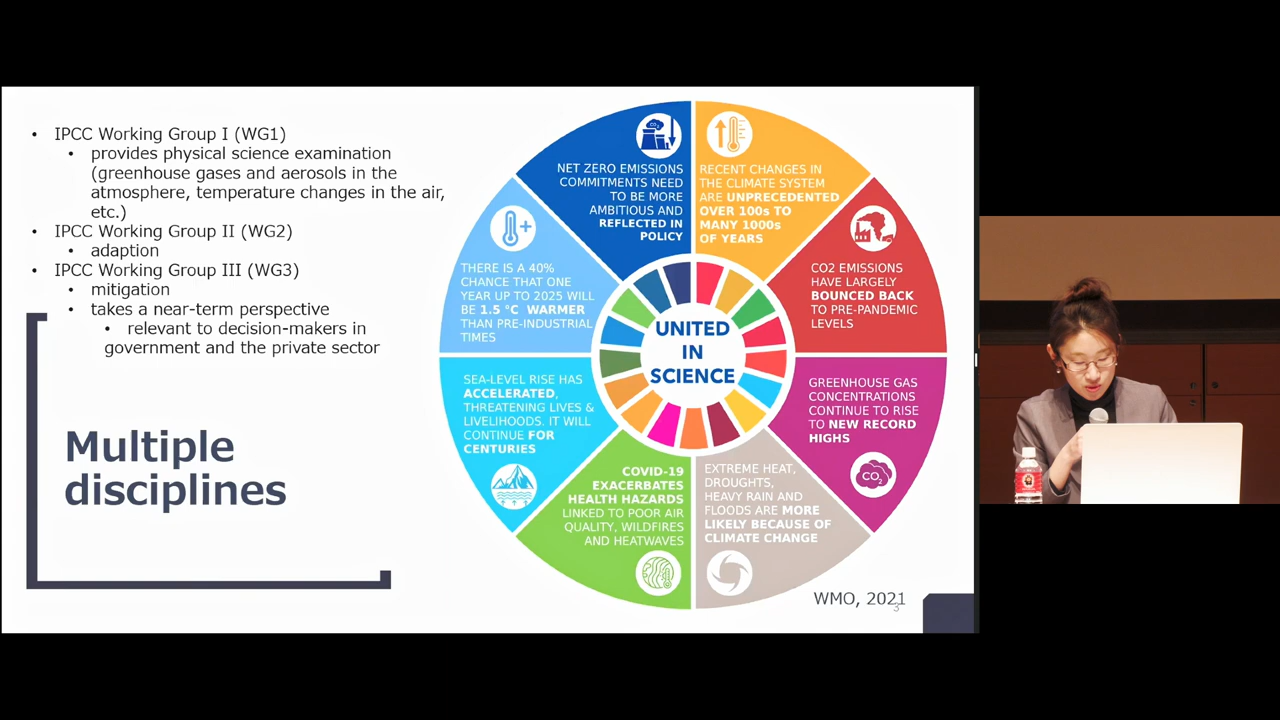 • IPCC Working Group I (WG1)
• provides physical science examination
(greenhouse gases and aerosols in the
atmosphere, temperature changes in the air,
etc.)
• IPCC Working Group II (WG2)
• adaption
• IPCC Working Group III (WG3)
• mitigation
• takes a near-term perspective
• relevant to decision-makers in
government and the private sector
Multiple
disciplines
NET ZERO EMISSIONS
COMMITMENTS NEED
TO BE MORE
AMBITIOUS AND
REFLECTED IN
POLICY
RECENT CHANGES IN
THE CLIMATE SYSTEM
ARE UNPRECEDENTED
OVER 100s TO
MANY 1000s
OF YEARS
CO2 EMISSIONS
HAVE LARGELY
BOUNCED BACK
TO PRE-PANDEMIC
LEVELS
GREENHOUSE GAS
CONCENTRATIONS
CONTINUE TO RISE
TO NEW RECORD
HIGHS
CO2
EXTREME HEAT,
DROUGHTS,
HEAVY RAIN AND
FLOODS ARE MORE
LIKELY BECAUSE OF
CLIMATE CHANGE
COVID-19
EXACERBATES
HEALTH HAZARDS
LINKED TO POOR AIR
QUALITY, WILDFIRES
AND HEATWAVES
SEA-LEVEL RISE HAS
ACCELERATED,
THREATENING LIVES &
LIVELIHOODS. IT WILL
CONTINUE FOR
CENTURIES
THERE IS A 40%
CHANCE THAT ONE
YEAR UP TO 2025 WILL
BE 1.5 °C WARMER
THAN PRE-INDUSTRIAL
TIMES
UNITED
IN
SCIENCE
WMO, 2021
3